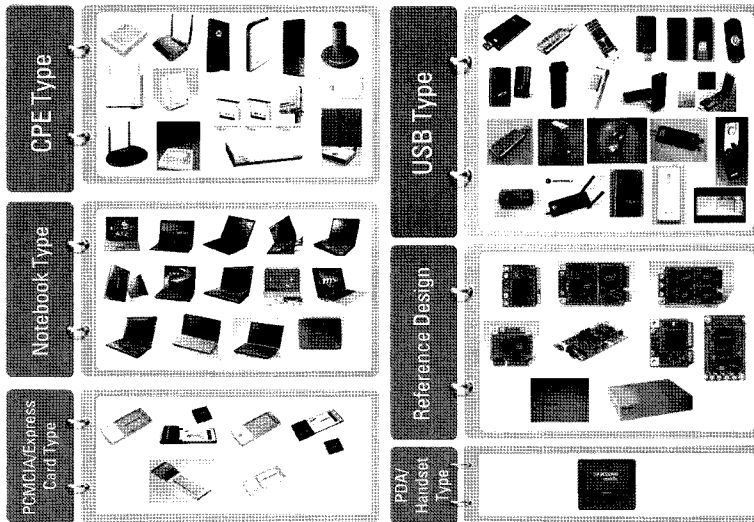 CPE Type
Notebook Type
PCMCIA/Express
Card Type
USB Type
Reference Design
PDA/
Handset
Type